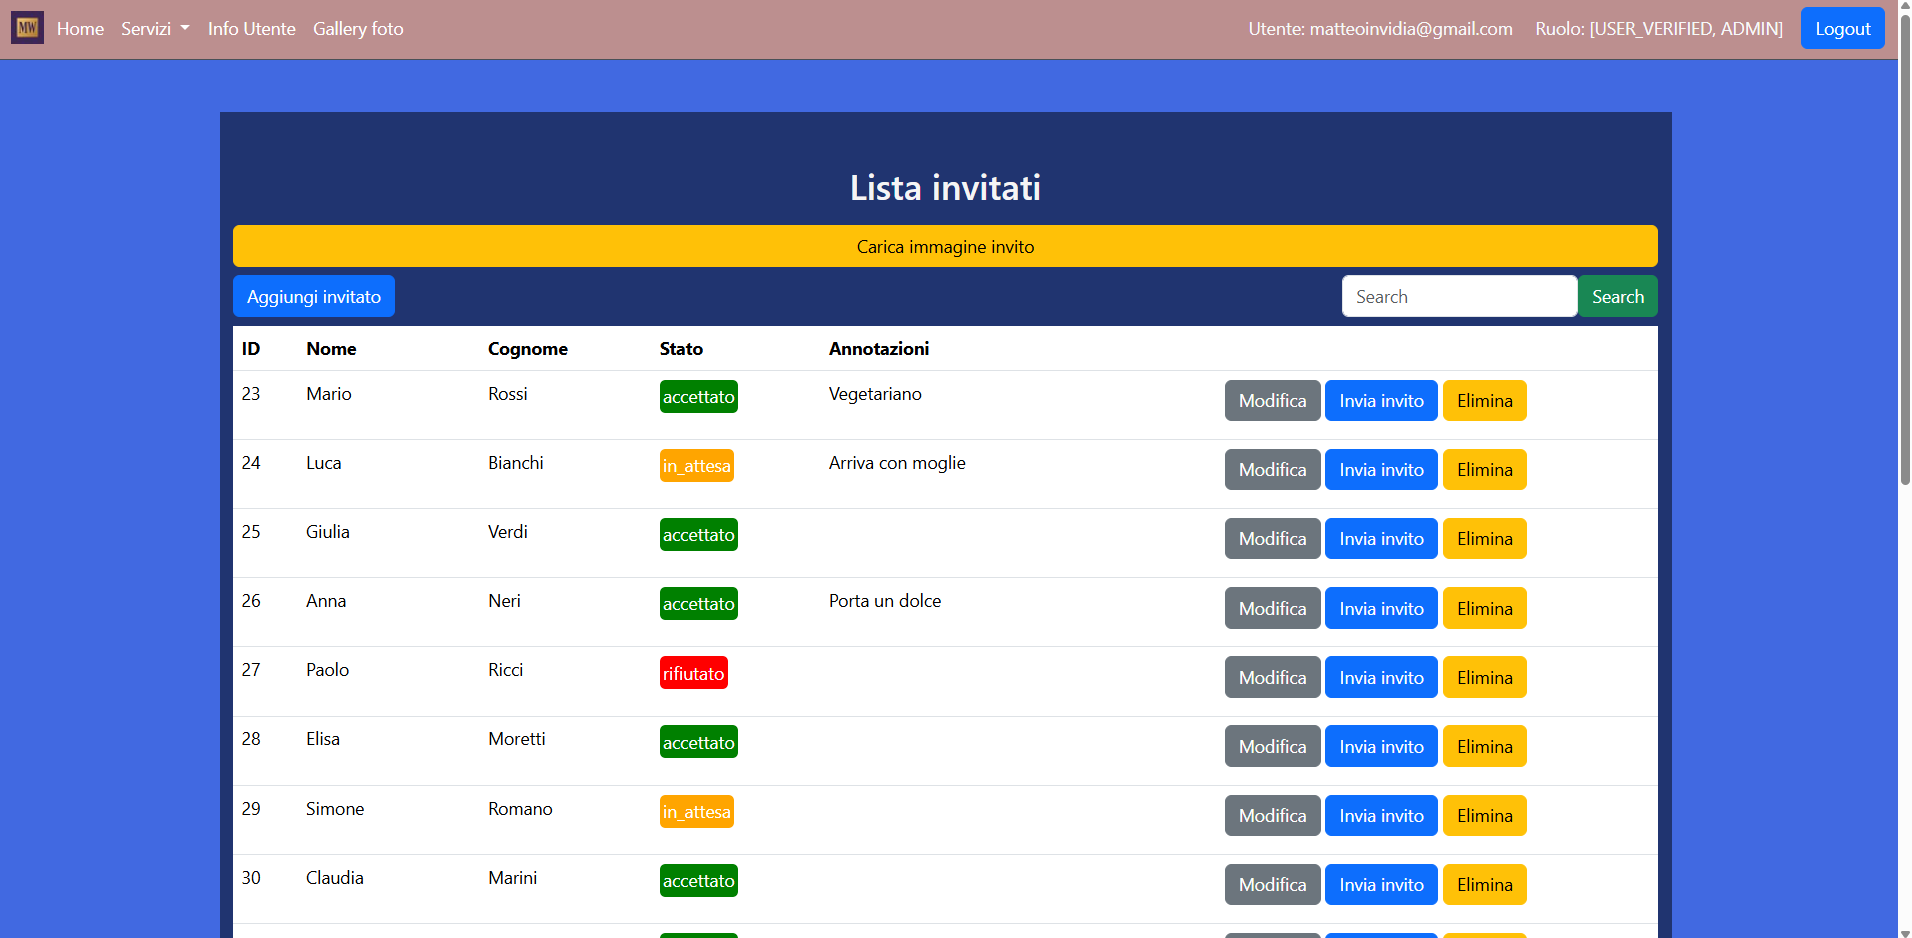 MW Home Servizi Info Utente Gallery foto Utente: matteoinvidia@gmail.com Ruolo: [USER_VERIFIED, ADMIN] Logout
Lista invitati
Carica immagine invito
Aggiungi invitato Search Search
ID Nome Cognome Stato Annotazioni
23 Mario Rossi accettato Vegetariano Modifica Invia invito Elimina
24 Luca Bianchi in_attesa Arriva con moglie Modifica Invia invito Elimina
25 Giulia Verdi accettato Modifica Invia invito Elimina
26 Anna Neri accettato Porta un dolce Modifica Invia invito Elimina
27 Paolo Ricci rifiutato Modifica Invia invito Elimina
28 Elisa Moretti accettato Modifica Invia invito Elimina
29 Simone Romano in_attesa Modifica Invia invito Elimina
30 Claudia Marini accettato Modifica Invia invito Elimina